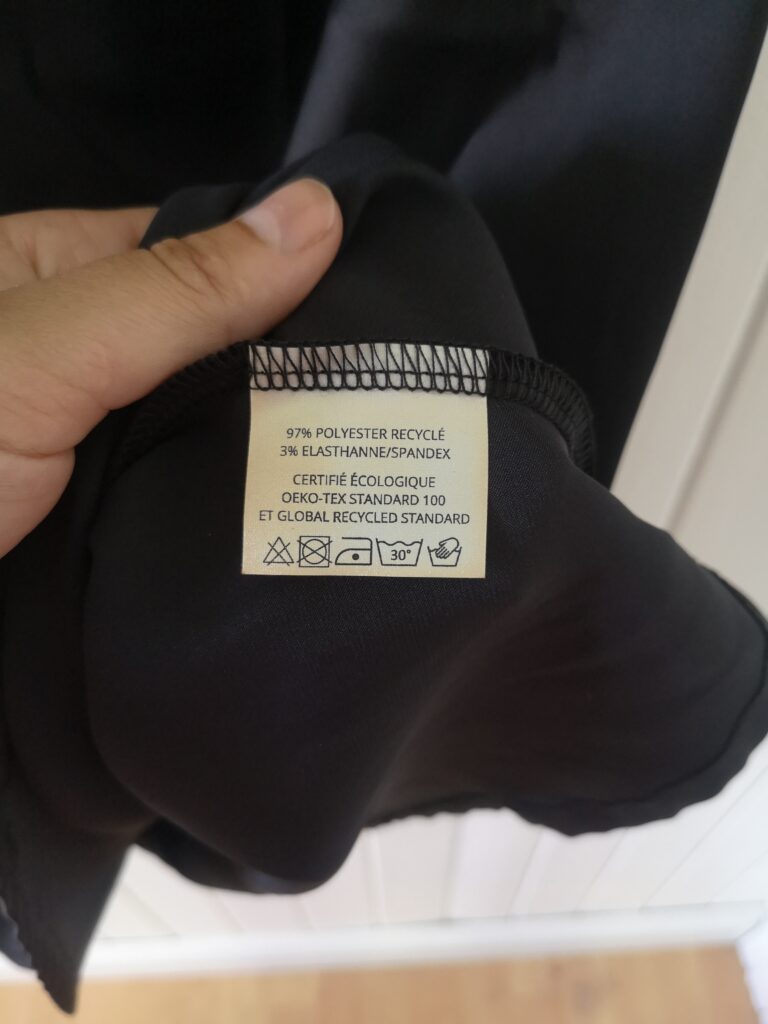 97% POLYESTER RECYCLÉ
3% ELASTHANNE/SPANDEX
CERTIFIÉ ÉCOLOGIQUE
OEKO-TEX STANDARD 100
ET GLOBAL RECYCLED STANDARD
30°